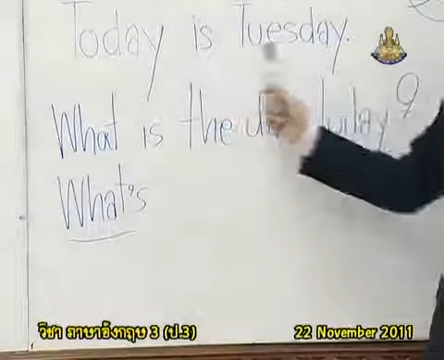 Today is Tuesday.
What is the today?
What's
วิชา ภาษาอังกฤษ 3 (ป.3)
22 November 2011